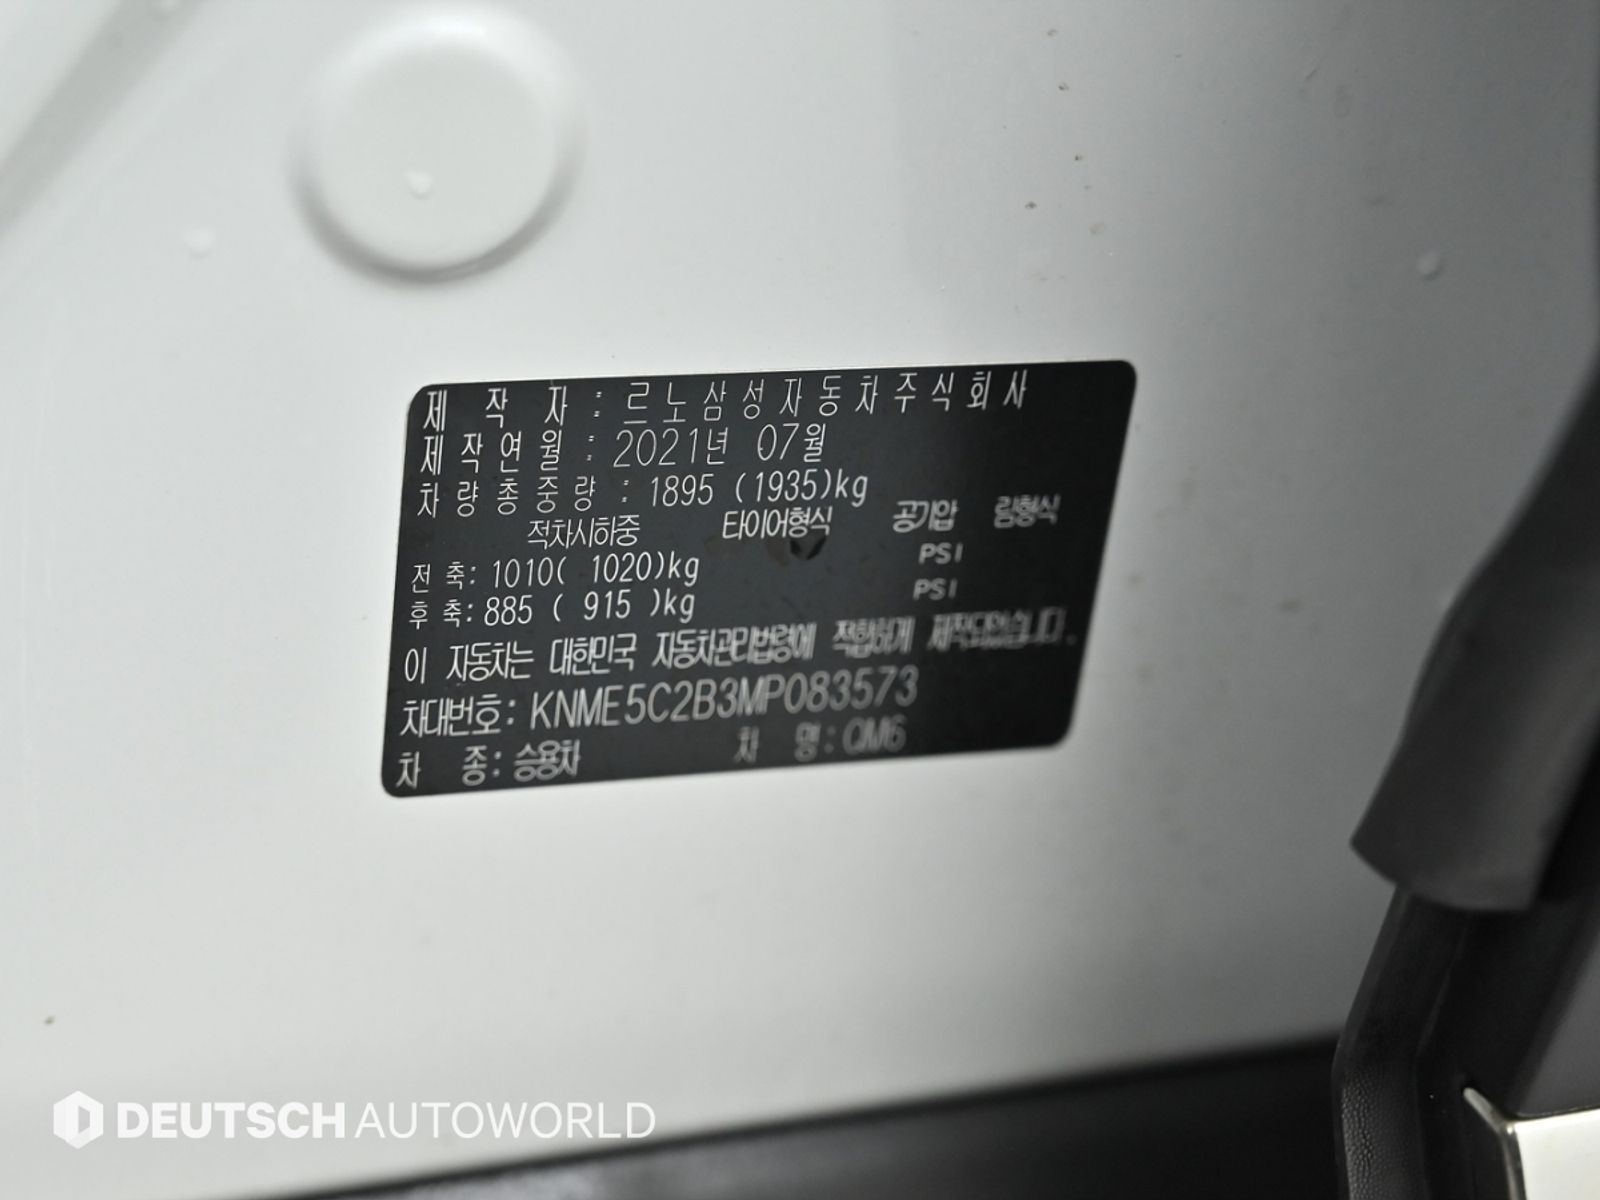 제 작 자 : 르노삼성자동차주식회사
제작연월 : 2021년 07월
차량총중량 : 1895 (1935)kg
적차시하중 타이어형식 공기압 림형식
전 축: 1010( 1020)kg PSI
후 축: 885 ( 915 )kg PSI
이 자동차는 대한민국 자동차관리법령에 적합하게 제작되었습니다.
차대번호: KNME5C2B3MP083573
차 종: 승용차 차 명: QM6
DEUTSCH AUTOWORLD